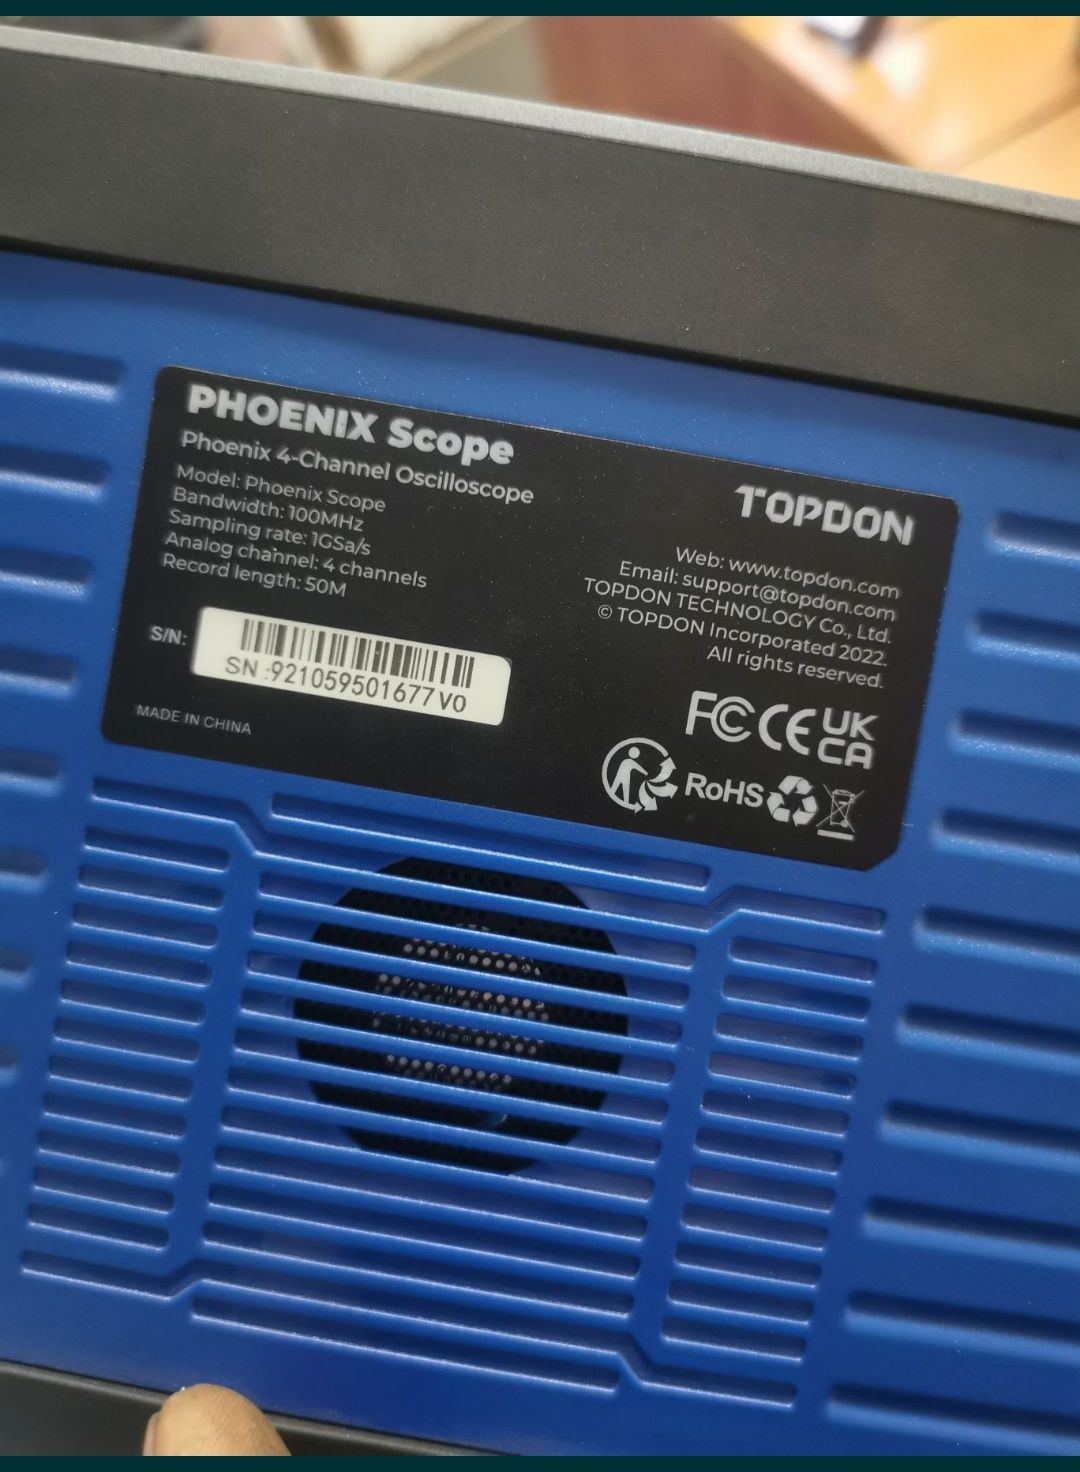 PHOENIX Scope
Phoenix 4-Channel Oscilloscope
Model: Phoenix Scope
Bandwidth: 100MHz
Sampling rate: 1GSa/s
Analog channel: 4 channels
Record length: 50M
S/N:
SN :921059501677V0
MADE IN CHINA
TOPDON
Web: www.topdon.com
Email: support@topdon.com
TOPDON TECHNOLOGY Co., Ltd.
© TOPDON Incorporated 2022.
All rights reserved.
FC CE UK
CA
RoHS